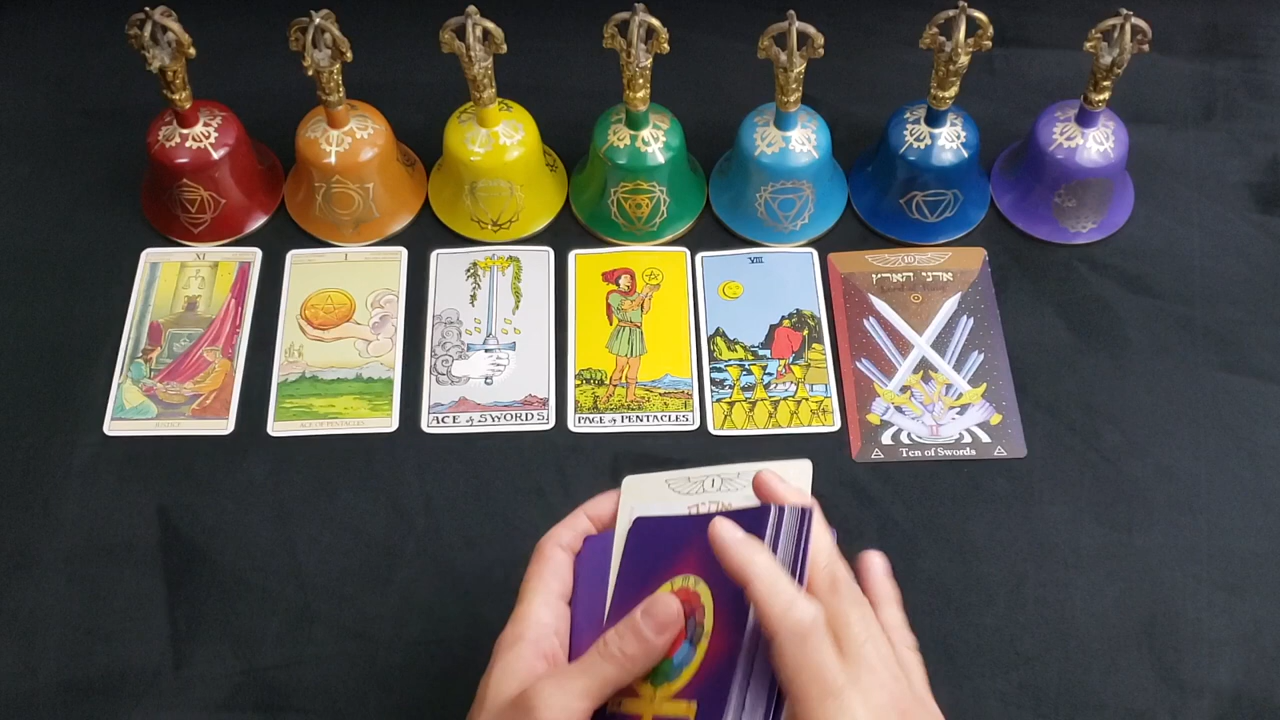 XI
JUSTICE
I
ACE OF PENTACLES
ACE of SWORDS
PAGE of PENTACLES
VIII
10
אדני הארץ
Ten of Swords
I